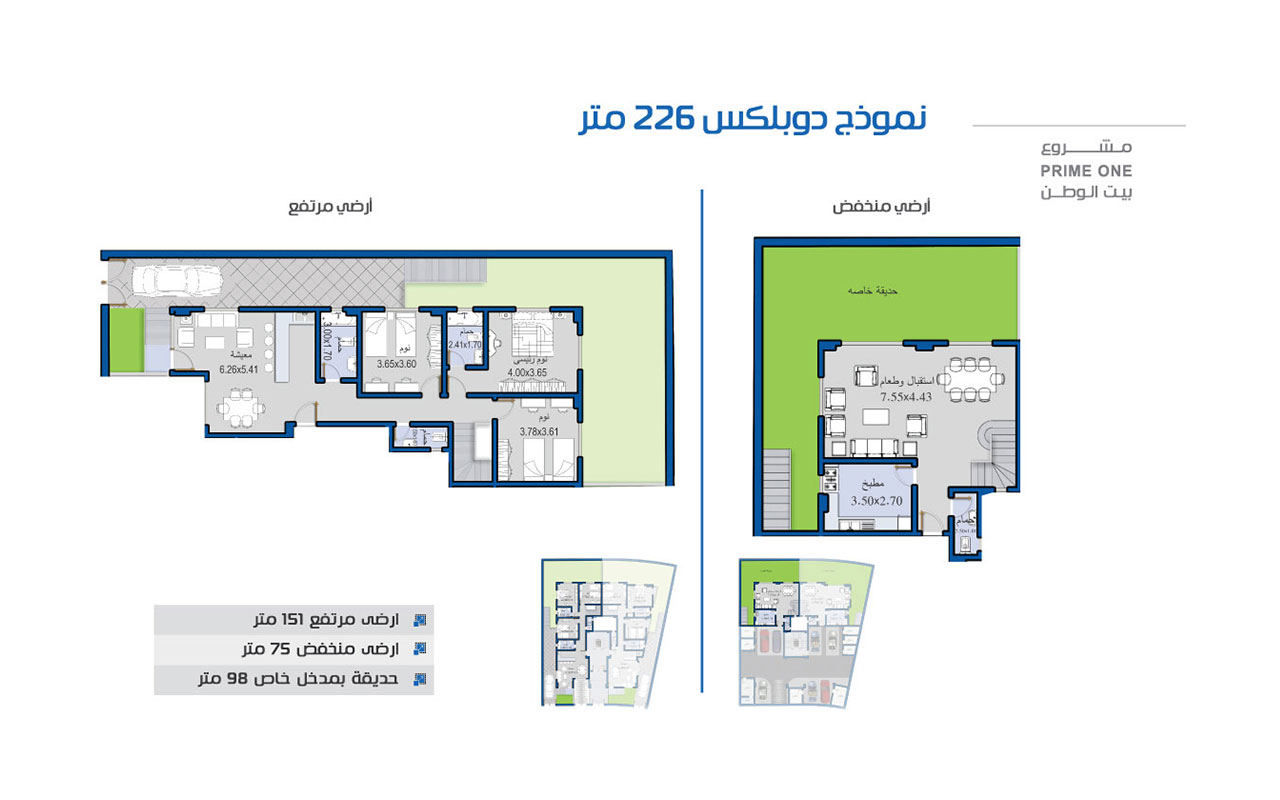 نموذج دوبلكس 226 متر
مشــــروع
PRIME ONE
بيت الوطـن
أرضي منخفض
أرضي مرتفع
حديقة خاصه
استقبال وطعام
7.55x4.43
مطبخ
3.50x2.70
حمام
معيشة
6.26x5.41
حمام
3.00x1.70
نوم
3.65x3.60
حمام
2.41x1.70
نوم رئيسى
4.00x3.65
نوم
3.78x3.61
حمام
ارضى مرتفع 151 متر
ارضى منخفض 75 متر
حديقة بمدخل خاص 98 متر